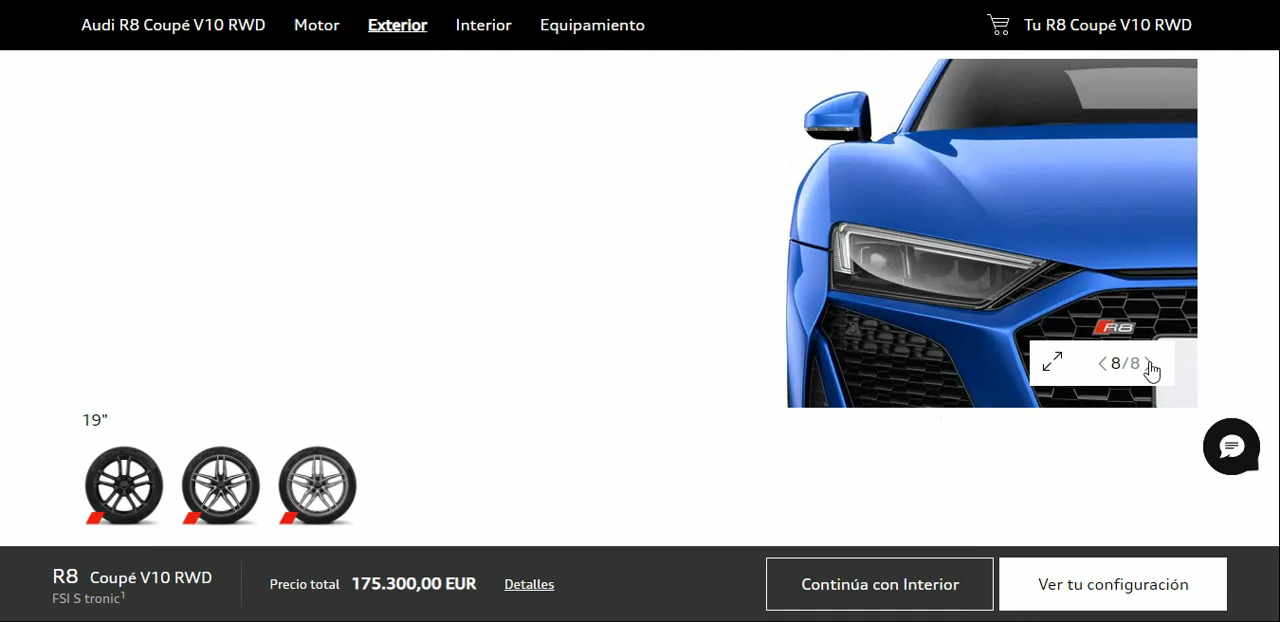 Audi R8 Coupé V10 RWD Motor Exterior Interior Equipamiento Tu R8 Coupé V10 RWD
R8
8/8
19"
R8 Coupé V10 RWD
FSI S tronic¹
Precio total 175.300,00 EUR Detalles
Continúa con Interior
Ver tu configuración